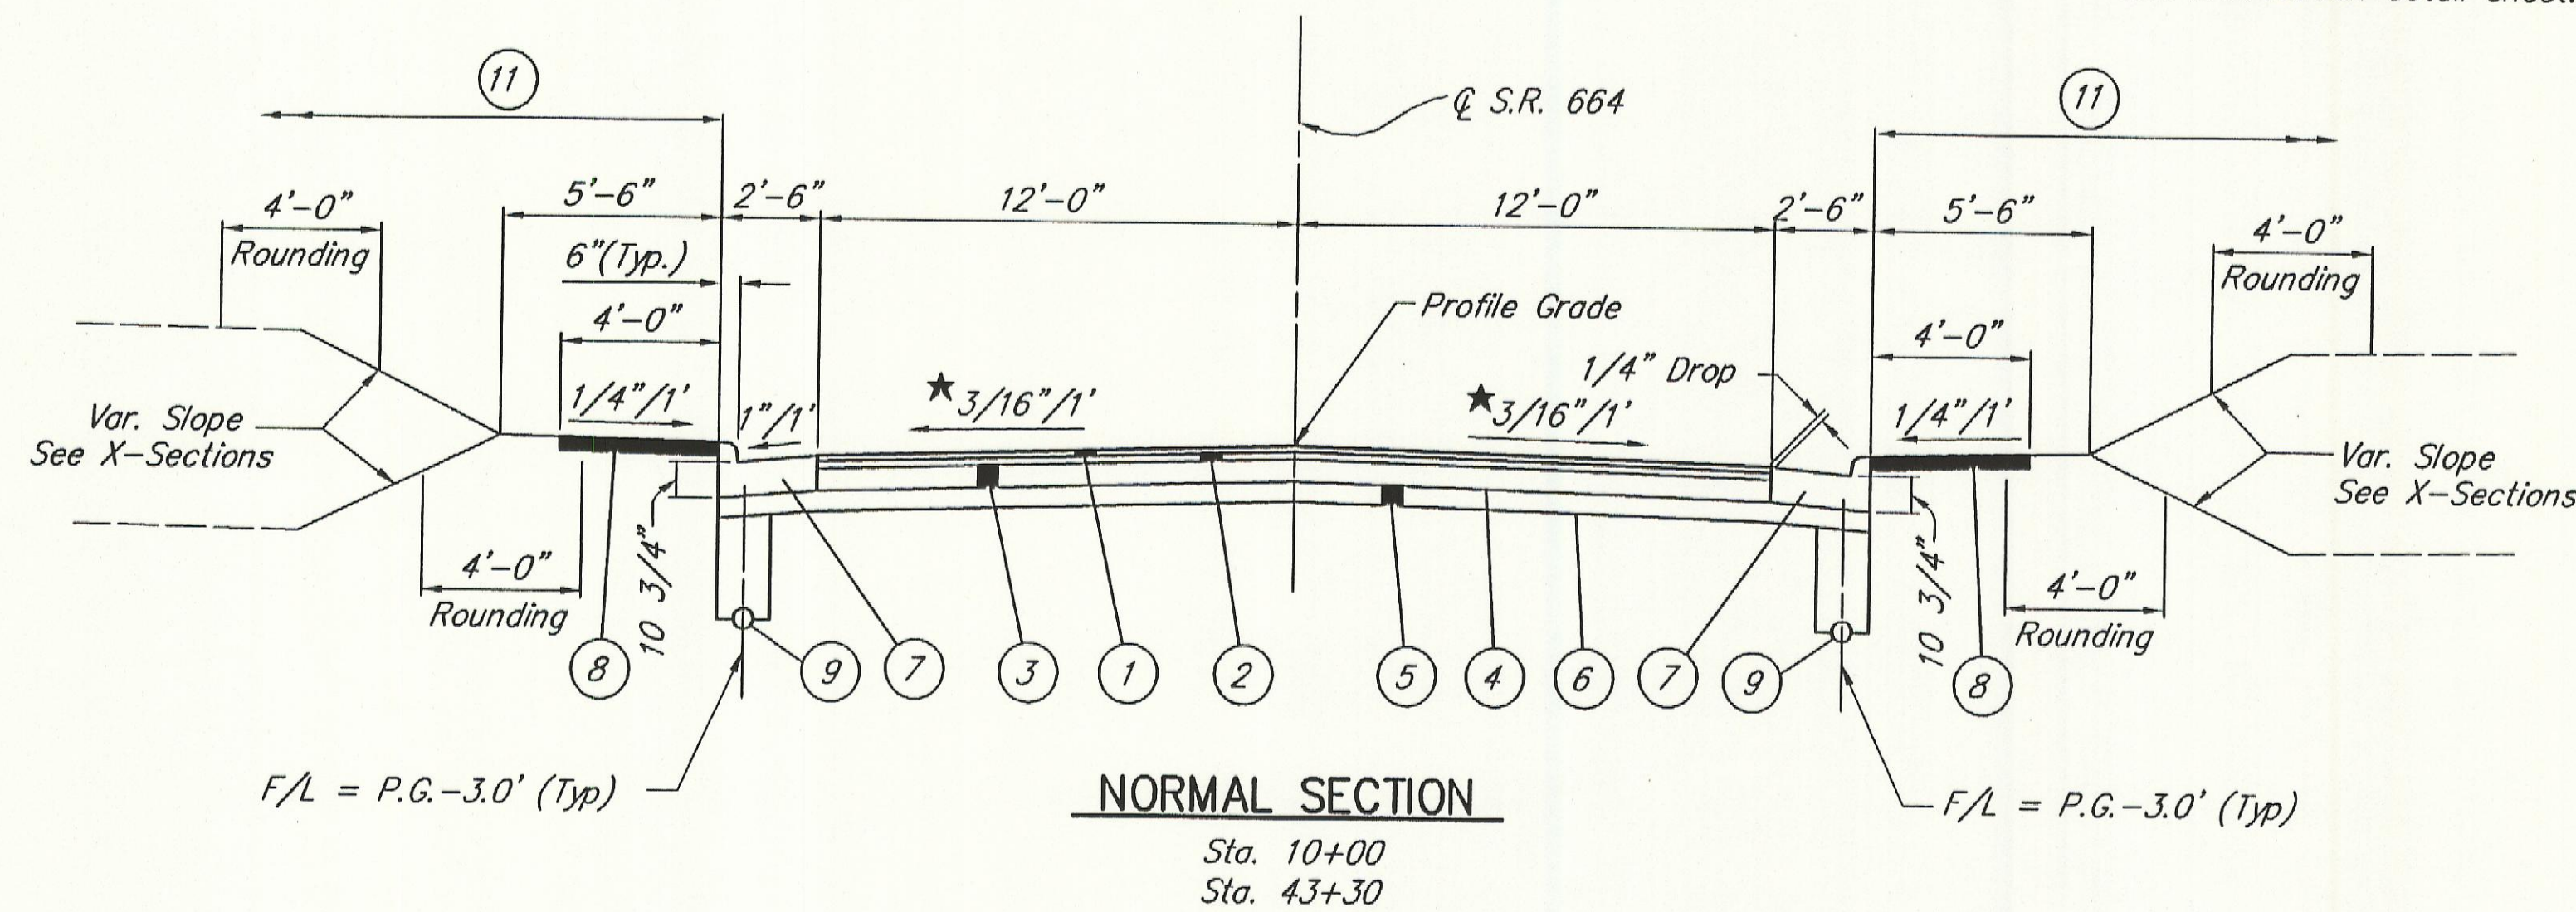 11
11
℄ S.R. 664
4'-0"
Rounding
5'-6"
2'-6"
12'-0"
12'-0"
2'-6"
5'-6"
4'-0"
Rounding
6"(Typ.)
4'-0"
Profile Grade
4'-0"
1/4" Drop
Var. Slope
See X-Sections
1/4"/1'
1"/1'
★ 3/16"/1'
★ 3/16"/1'
1/4"/1'
Var. Slope
See X-Sections
4'-0"
Rounding
10 3/4"
10 3/4"
4'-0"
Rounding
8
9
7
3
1
2
5
4
6
7
9
8
F/L = P.G.-3.0' (Typ)
F/L = P.G.-3.0' (Typ)
NORMAL SECTION
Sta. 10+00
Sta. 43+30